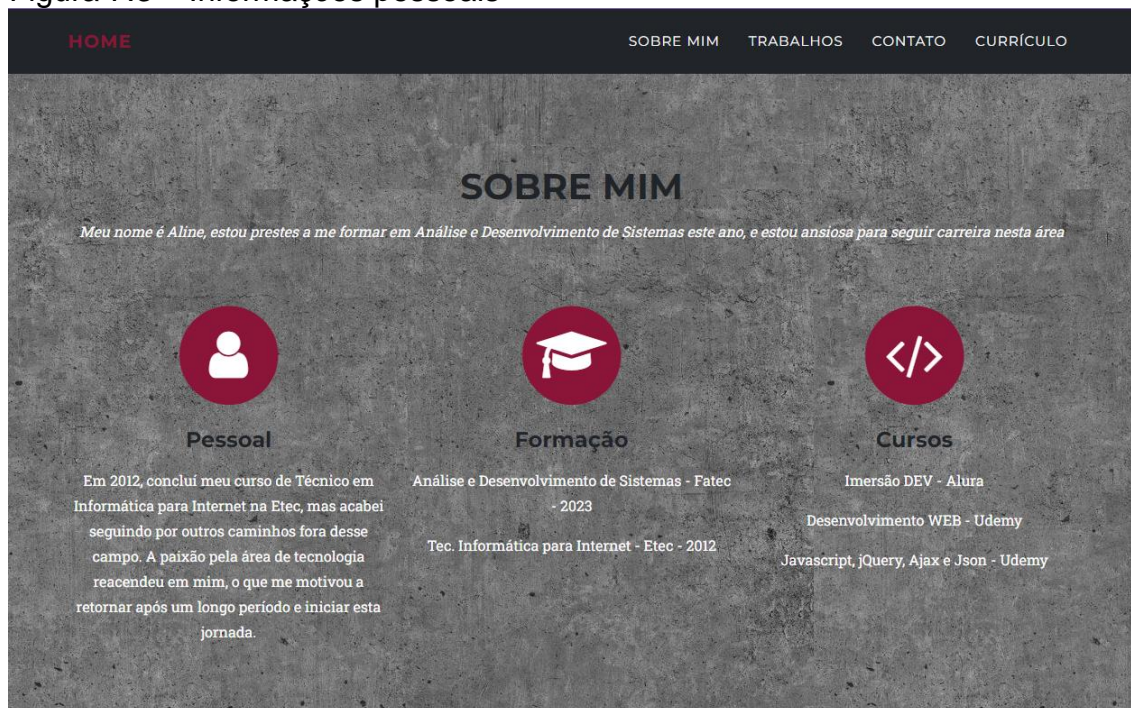 HOME
SOBRE MIM TRABALHOS CONTATO CURRÍCULO
SOBRE MIM
Meu nome é Aline, estou prestes a me formar em Análise e Desenvolvimento de Sistemas este ano, e estou ansiosa para seguir carreira nesta área
Pessoal
Em 2012, concluí meu curso de Técnico em
Informática para Internet na Etec, mas acabei
seguindo por outros caminhos fora desse
campo. A paixão pela área de tecnologia
reacendeu em mim, o que me motivou a
retornar após um longo período e iniciar esta
jornada.
Formação
Análise e Desenvolvimento de Sistemas - Fatec
- 2023
Tec. Informática para Internet - Etec - 2012
Cursos
Imersão DEV - Alura
Desenvolvimento WEB - Udemy
Javascript, jQuery, Ajax e Json - Udemy